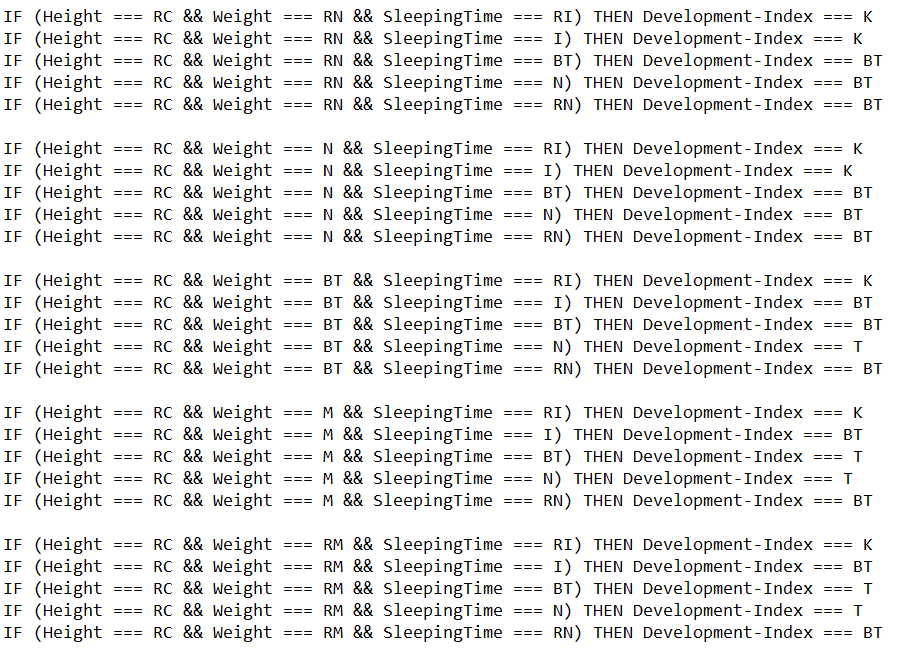 IF (Height === RC && Weight === RN && SleepingTime === RI) THEN Development-Index === K
IF (Height === RC && Weight === RN && SleepingTime === I) THEN Development-Index === K
IF (Height === RC && Weight === RN && SleepingTime === BT) THEN Development-Index === BT
IF (Height === RC && Weight === RN && SleepingTime === N) THEN Development-Index === BT
IF (Height === RC && Weight === RN && SleepingTime === RN) THEN Development-Index === BT

IF (Height === RC && Weight === N && SleepingTime === RI) THEN Development-Index === K
IF (Height === RC && Weight === N && SleepingTime === I) THEN Development-Index === K
IF (Height === RC && Weight === N && SleepingTime === BT) THEN Development-Index === BT
IF (Height === RC && Weight === N && SleepingTime === N) THEN Development-Index === BT
IF (Height === RC && Weight === N && SleepingTime === RN) THEN Development-Index === BT

IF (Height === RC && Weight === BT && SleepingTime === RI) THEN Development-Index === K
IF (Height === RC && Weight === BT && SleepingTime === I) THEN Development-Index === BT
IF (Height === RC && Weight === BT && SleepingTime === BT) THEN Development-Index === BT
IF (Height === RC && Weight === BT && SleepingTime === N) THEN Development-Index === T
IF (Height === RC && Weight === BT && SleepingTime === RN) THEN Development-Index === BT

IF (Height === RC && Weight === M && SleepingTime === RI) THEN Development-Index === K
IF (Height === RC && Weight === M && SleepingTime === I) THEN Development-Index === BT
IF (Height === RC && Weight === M && SleepingTime === BT) THEN Development-Index === T
IF (Height === RC && Weight === M && SleepingTime === N) THEN Development-Index === T
IF (Height === RC && Weight === M && SleepingTime === RN) THEN Development-Index === BT

IF (Height === RC && Weight === RM && SleepingTime === RI) THEN Development-Index === K
IF (Height === RC && Weight === RM && SleepingTime === I) THEN Development-Index === BT
IF (Height === RC && Weight === RM && SleepingTime === BT) THEN Development-Index === T
IF (Height === RC && Weight === RM && SleepingTime === N) THEN Development-Index === T
IF (Height === RC && Weight === RM && SleepingTime === RN) THEN Development-Index === BT